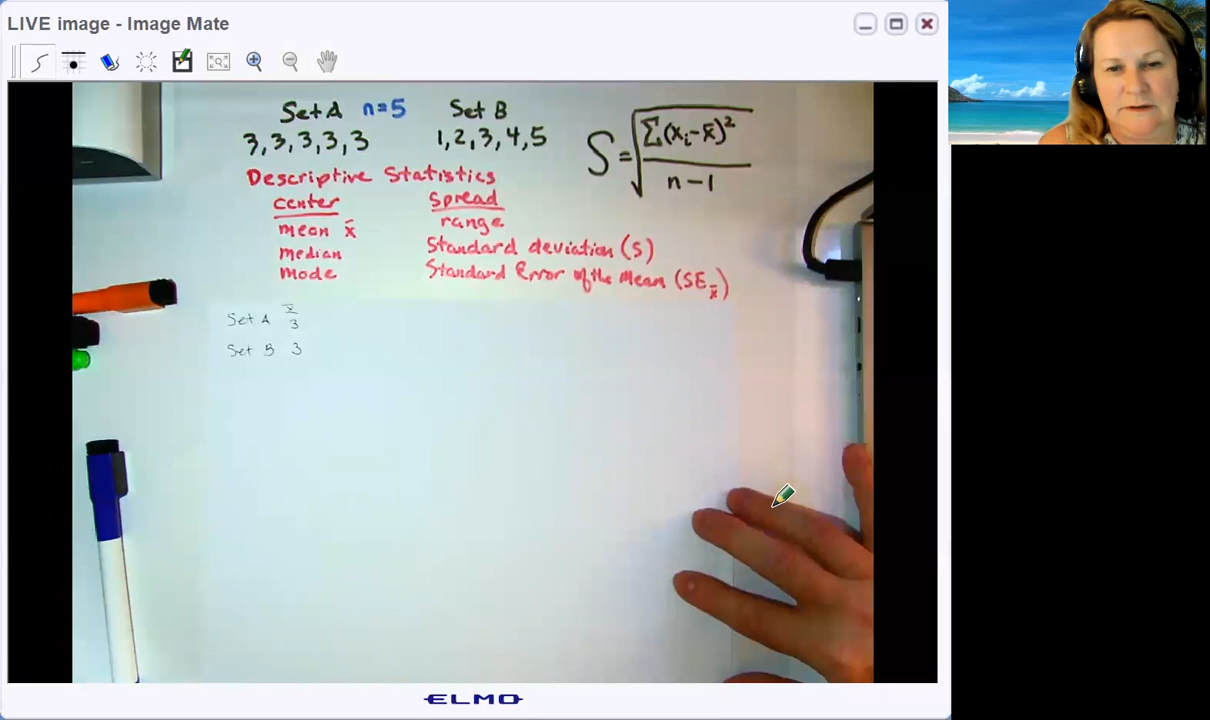 LIVE image - Image Mate
Set A n=5 Set B
3,3,3,3,3 1,2,3,4,5
S=√(Σ(xᵢ-x̄)²/(n-1))
Descriptive Statistics
center Spread
mean x̄ range
median Standard deviation (S)
mode Standard Error of the Mean (SEx̄)
x̄
Set A 3
Set B 3
ELMO